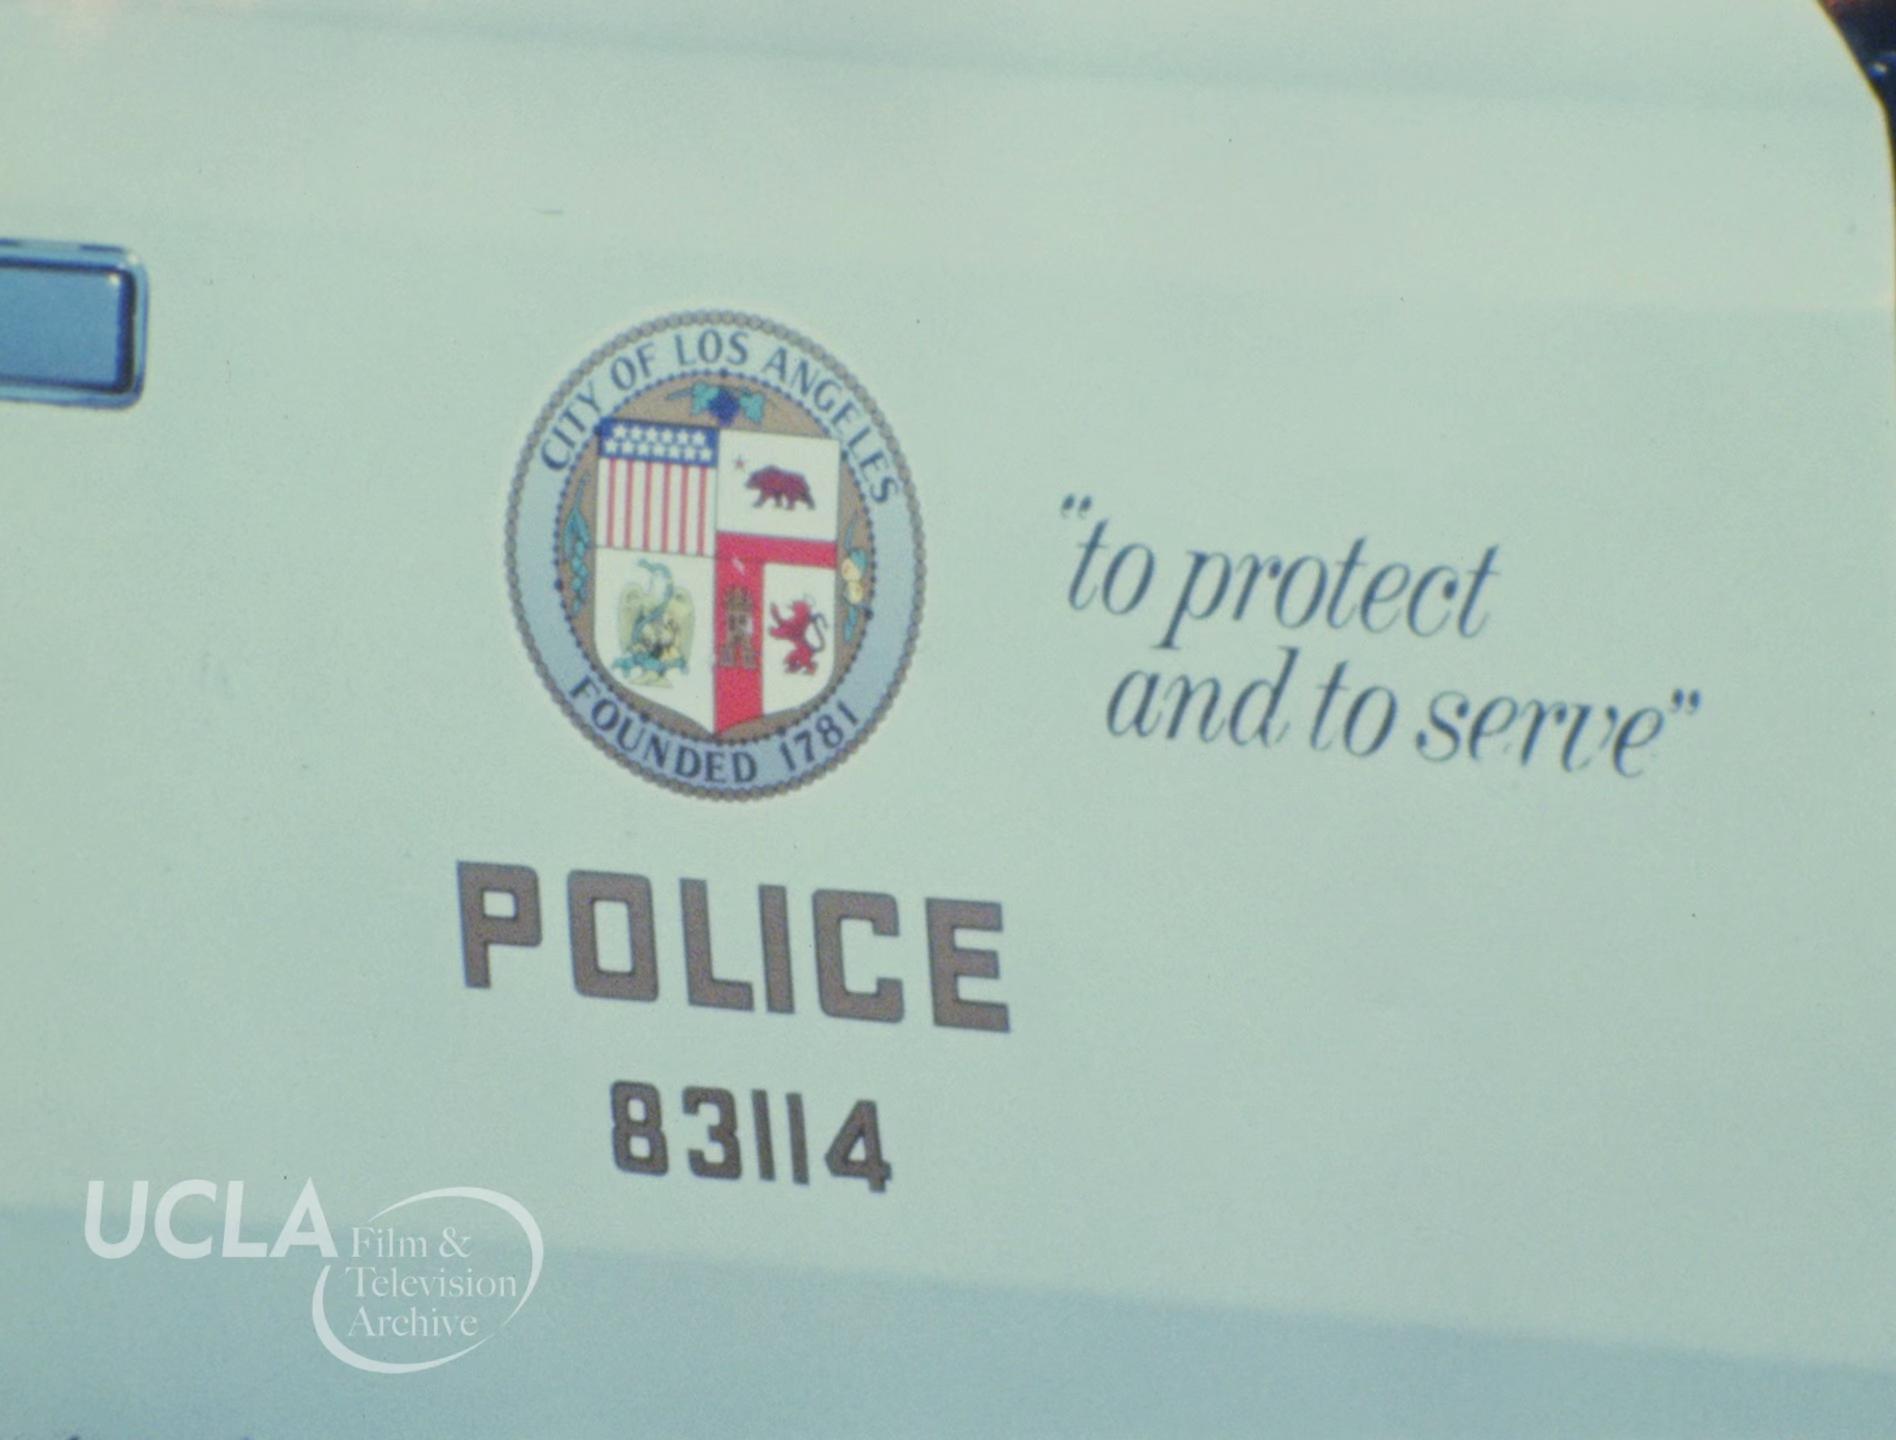 CITY OF LOS ANGELES
FOUNDED 1781
“to protect
and to serve”
POLICE
83114
UCLA
Film &
Television
Archive